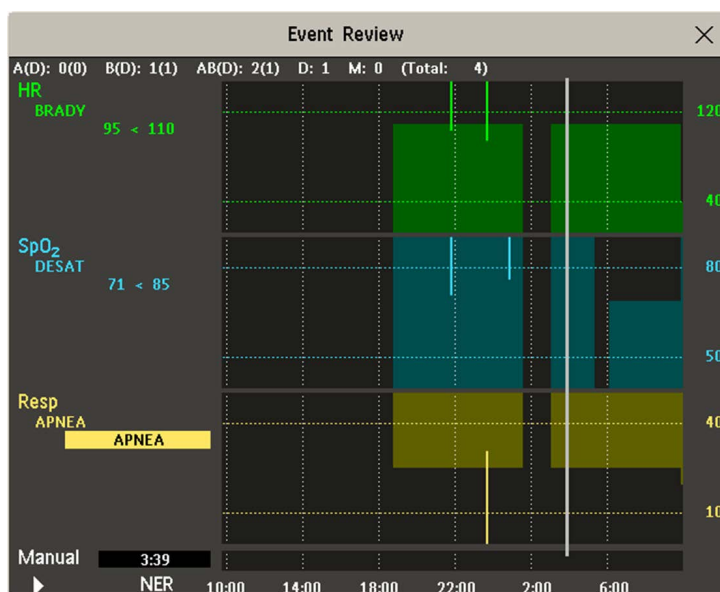 Event Review
A(D): 0(0) B(D): 1(1) AB(D): 2(1) D: 1 M: 0 (Total: 4)
HR
BRADY
95 < 110
120
40
SpO₂
DESAT
71 < 85
80
50
Resp
APNEA
APNEA
40
10
Manual 3:39
NER 10:00 14:00 18:00 22:00 2:00 6:00